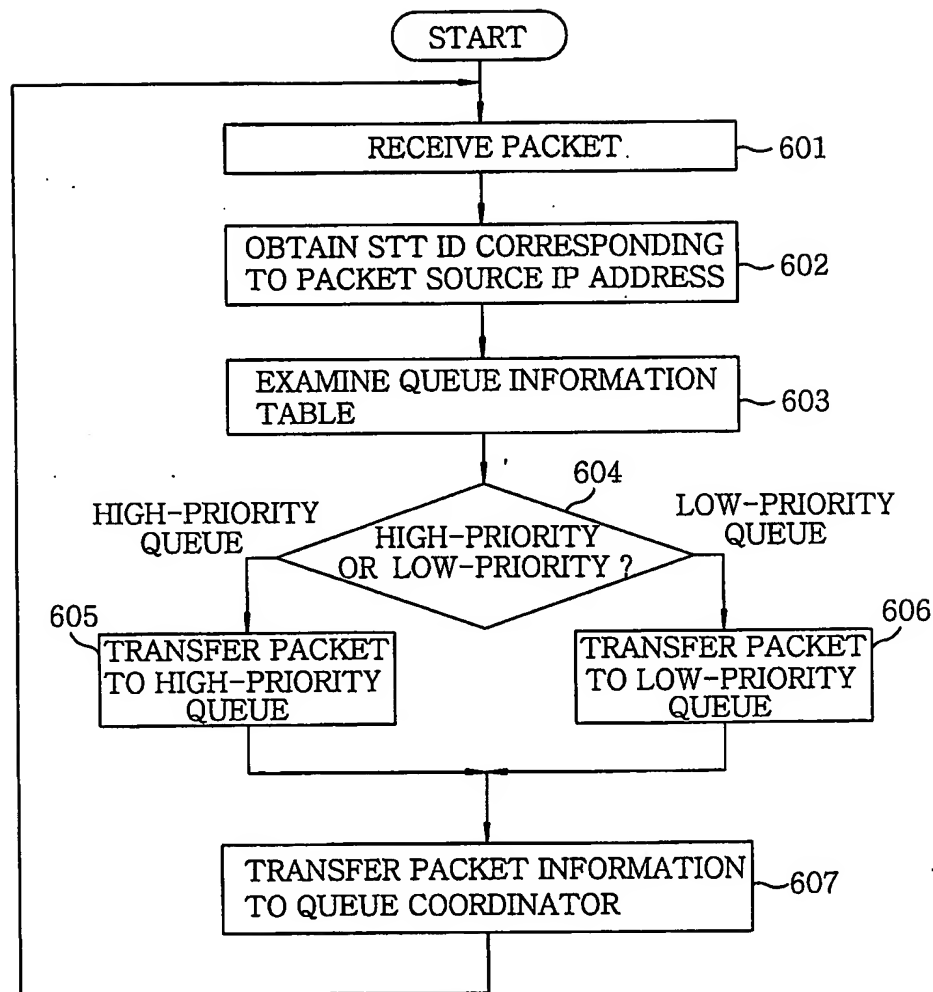 START
RECEIVE PACKET.
601
OBTAIN STT ID CORRESPONDING
TO PACKET SOURCE IP ADDRESS
602
EXAMINE QUEUE INFORMATION
TABLE
603
604
HIGH-PRIORITY
QUEUE
HIGH-PRIORITY
OR LOW-PRIORITY ?
LOW-PRIORITY
QUEUE
605
TRANSFER PACKET
TO HIGH-PRIORITY
QUEUE
606
TRANSFER PACKET
TO LOW-PRIORITY
QUEUE
TRANSFER PACKET INFORMATION
TO QUEUE COORDINATOR
607